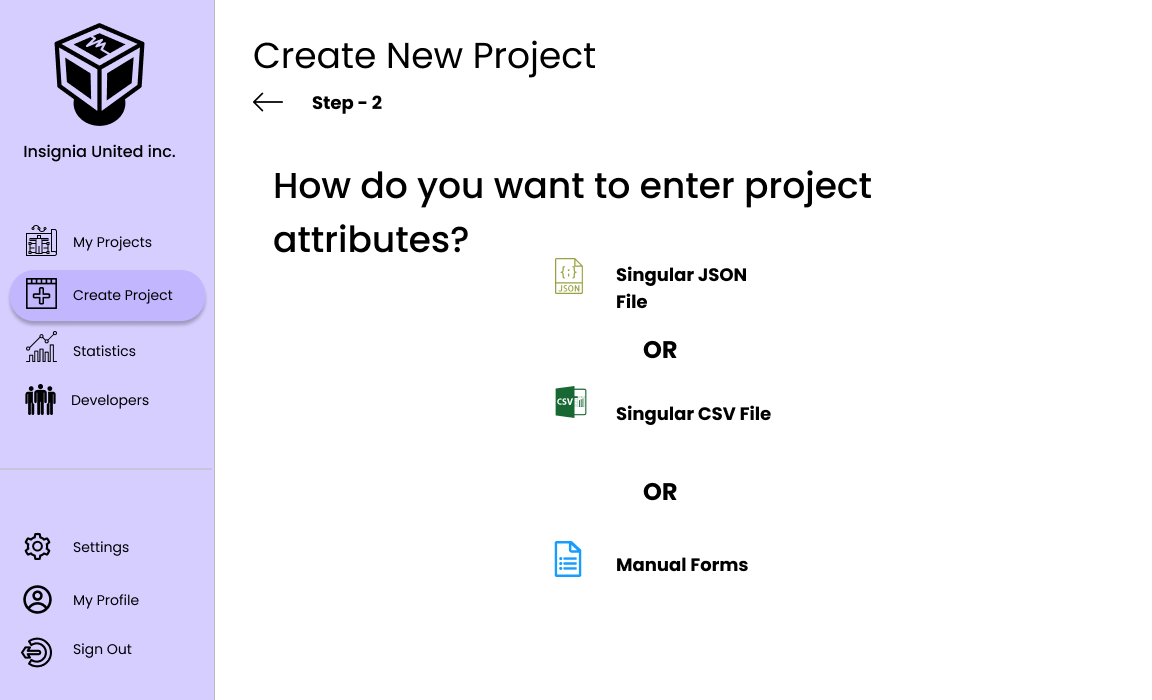 Insignia United inc.
My Projects
Create Project
Statistics
Developers
Settings
My Profile
Sign Out
Create New Project
Step - 2
How do you want to enter project
attributes?
{;}
JSON
Singular JSON
File
OR
CSV
Singular CSV File
OR
Manual Forms